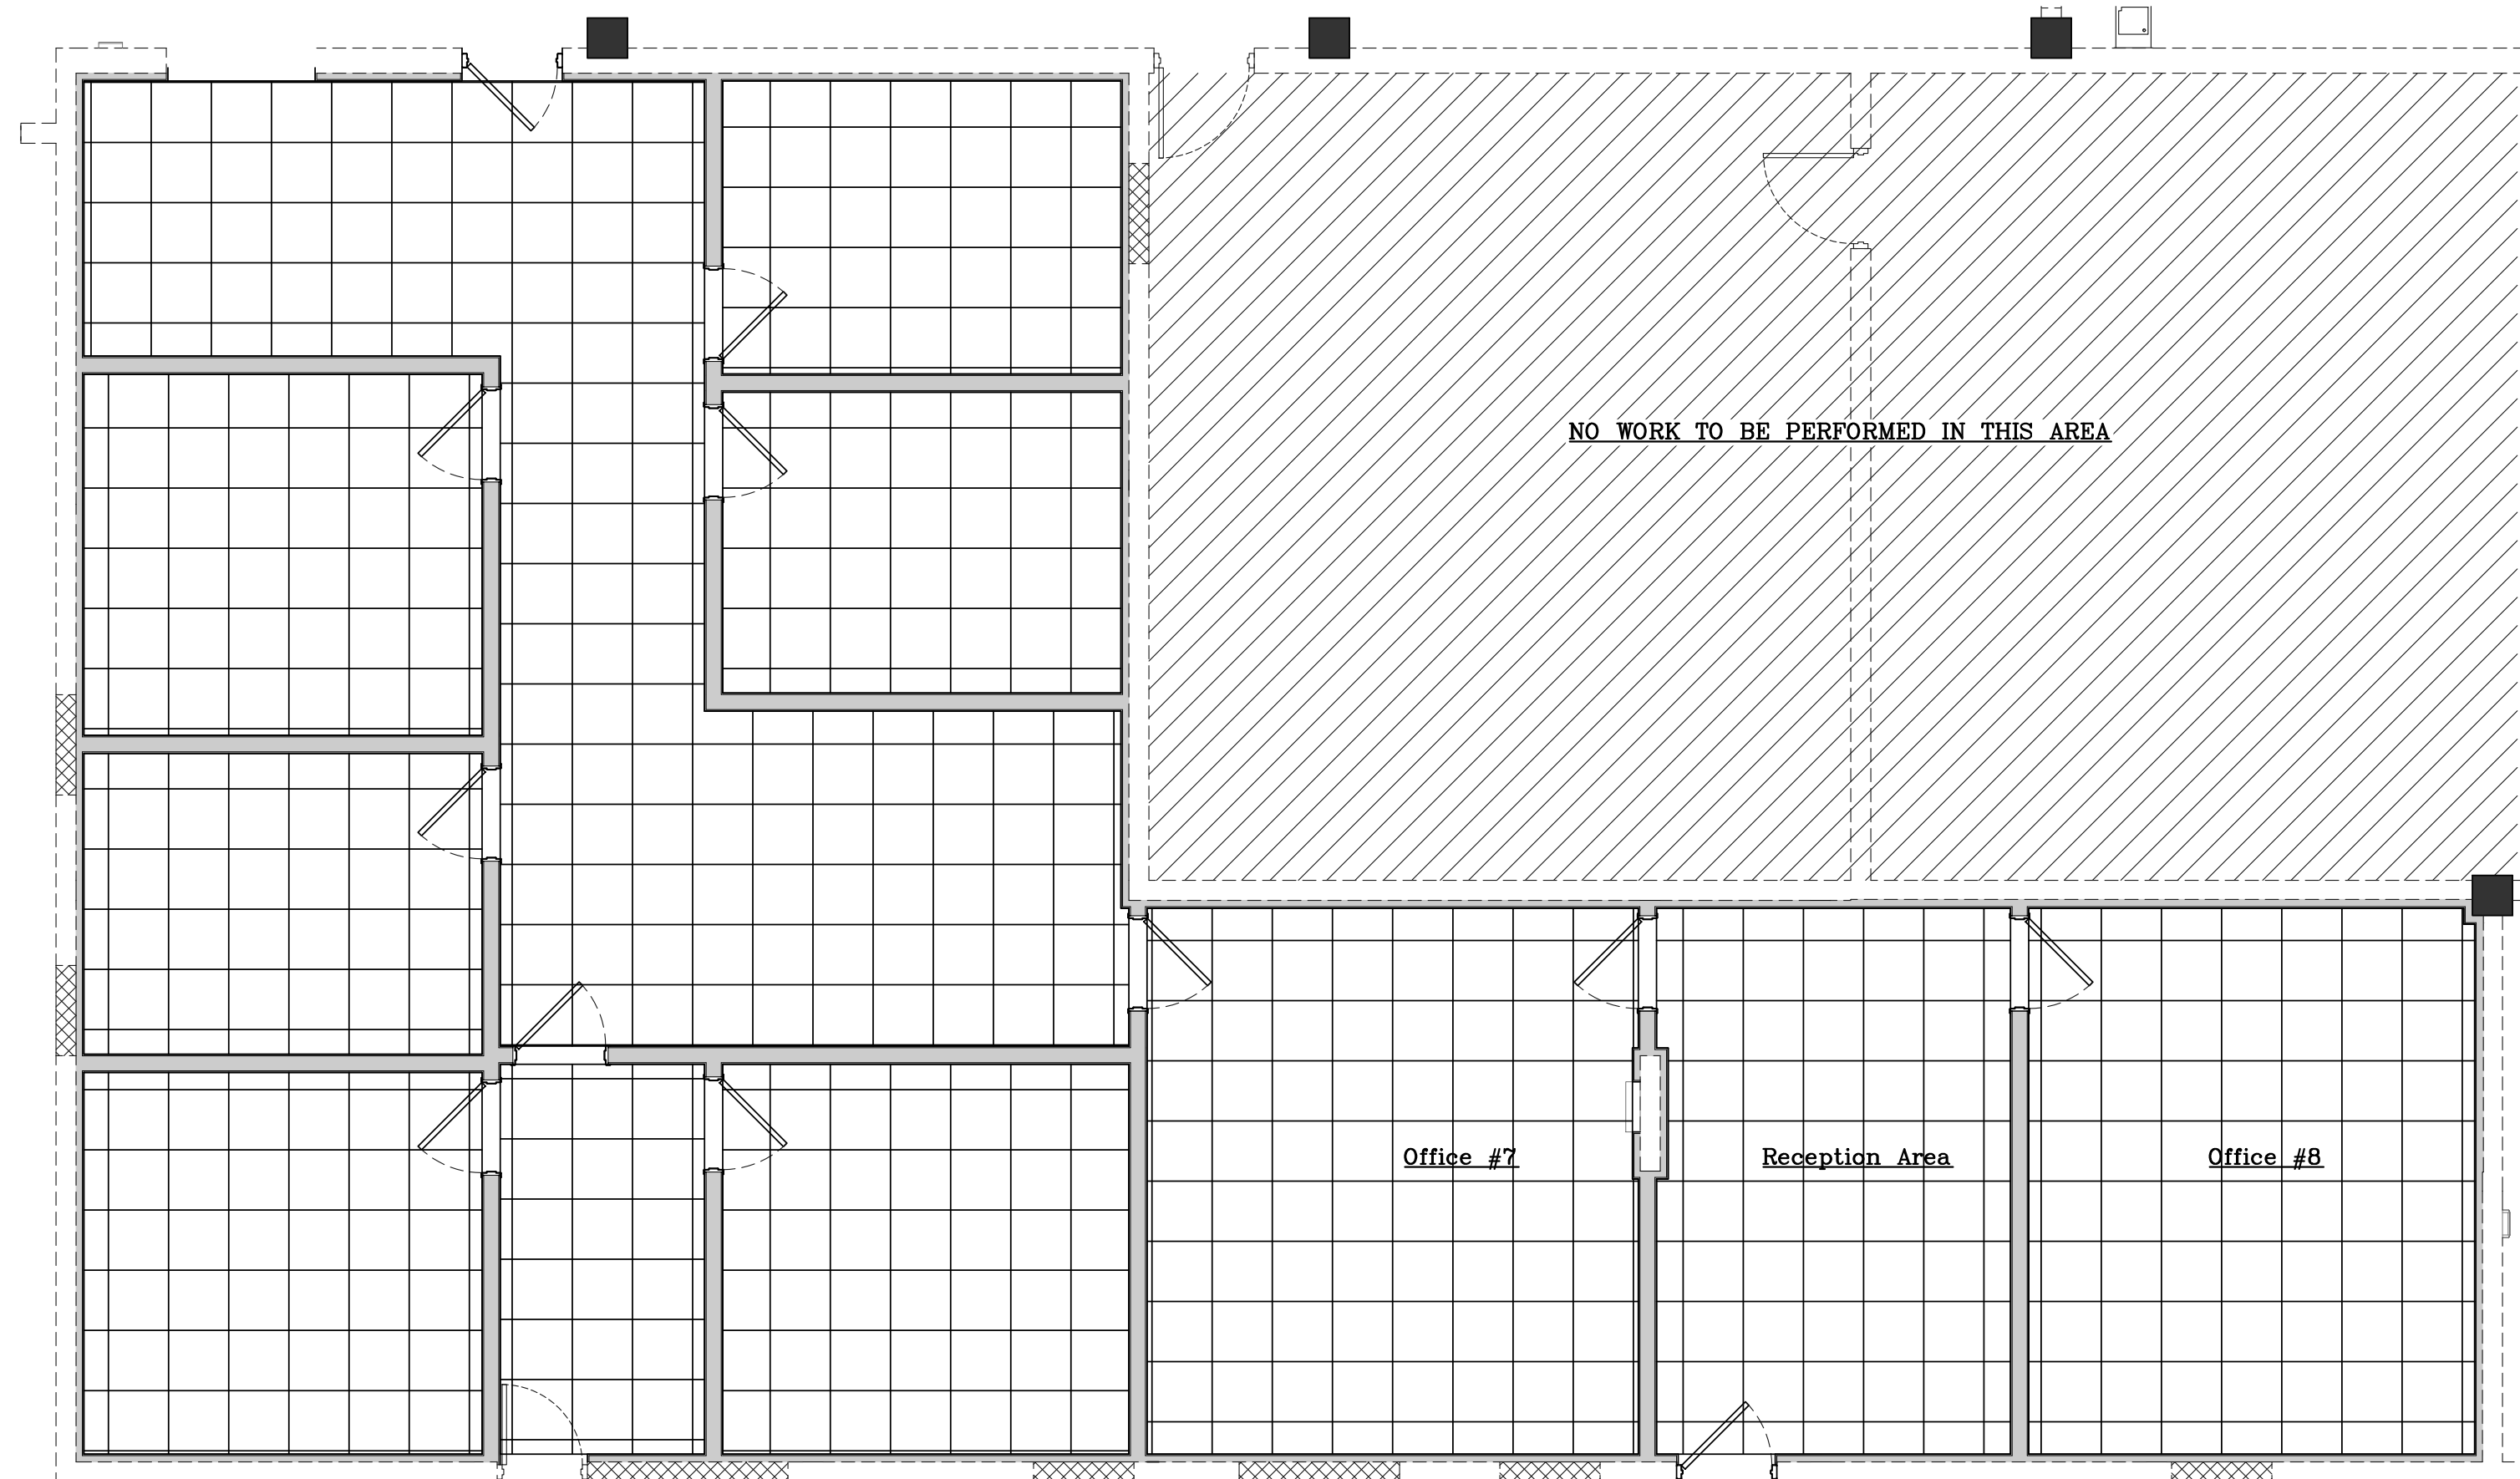 NO WORK TO BE PERFORMED IN THIS AREA
Office #7
Reception Area
Office #8